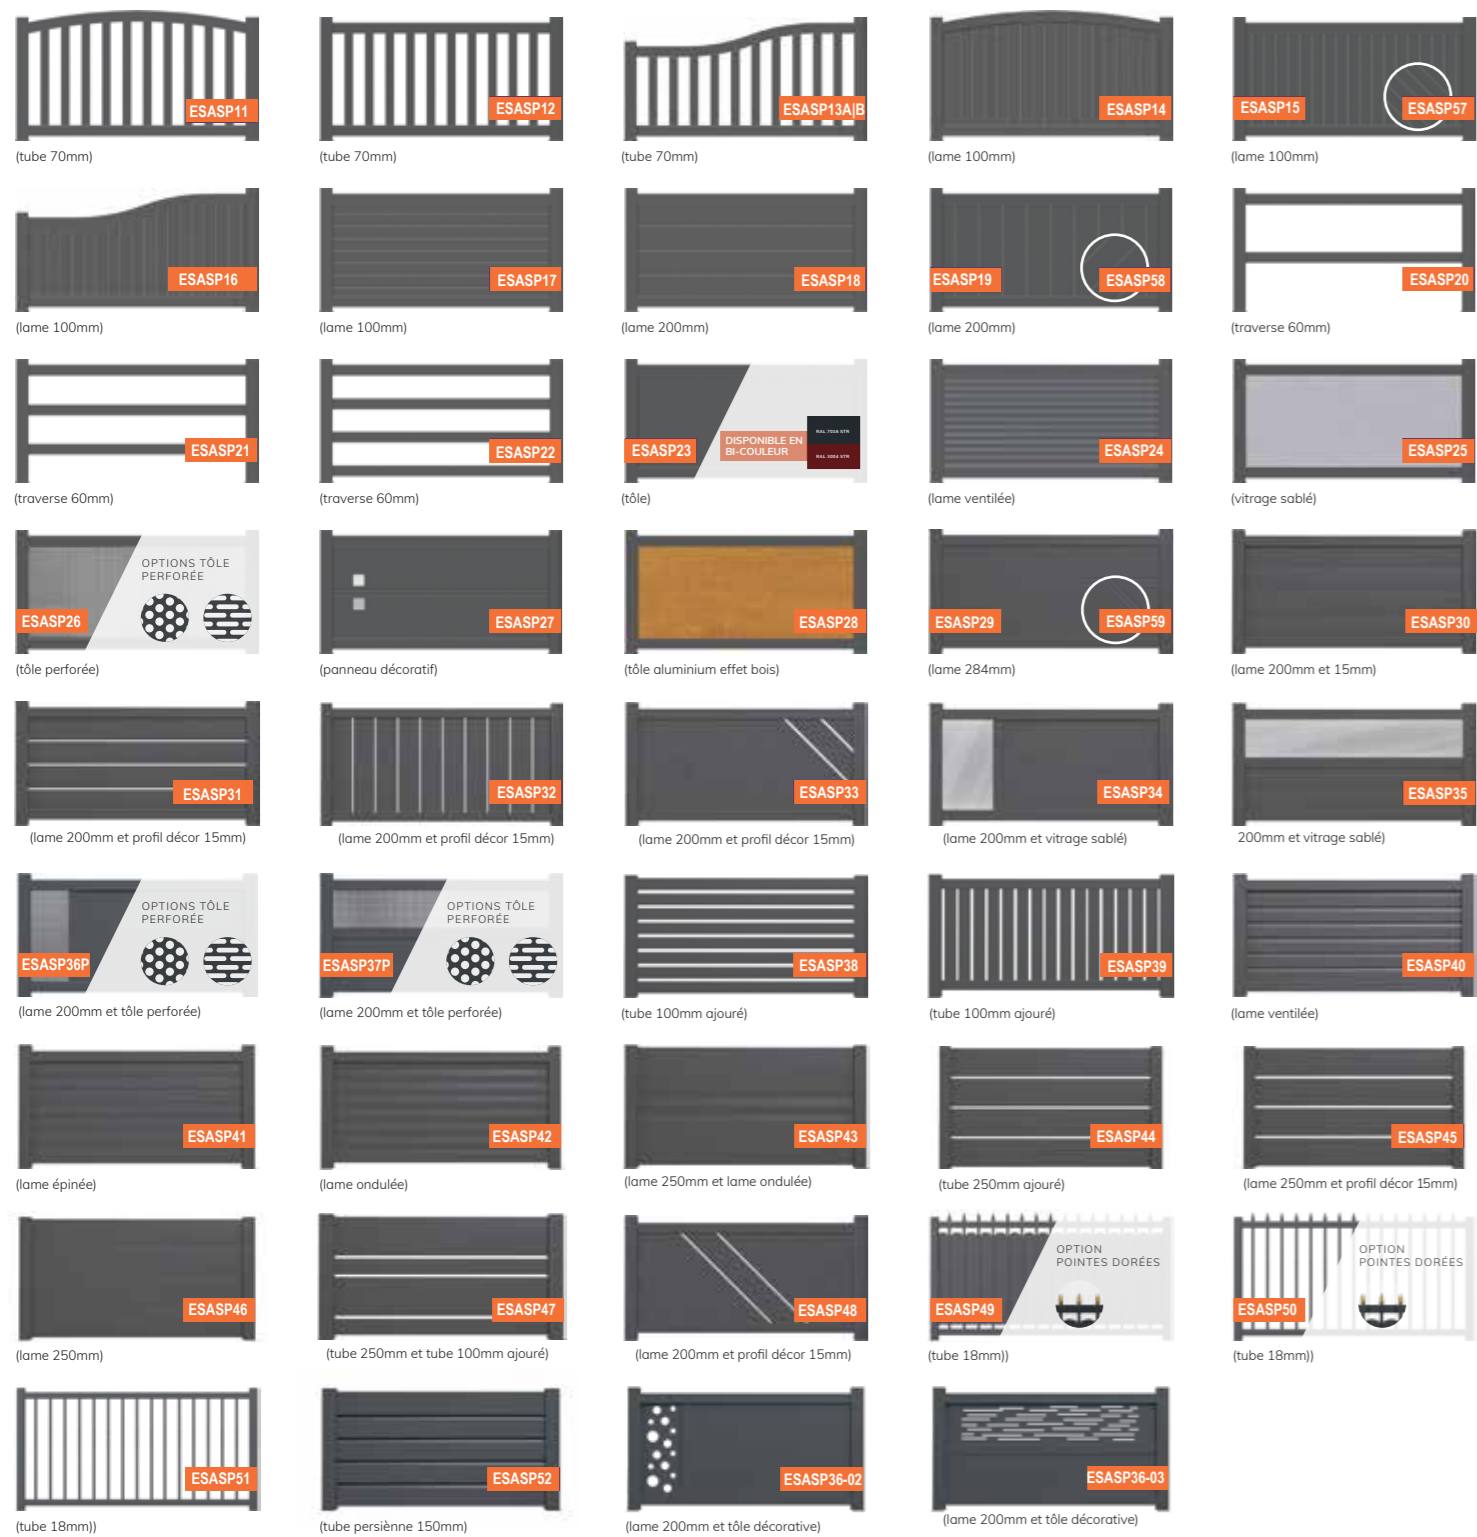 ESASP11
ESASP12
ESASP13A|B
ESASP14
ESASP15
ESASP57
(tube 70mm)
(tube 70mm)
(tube 70mm)
(lame 100mm)
(lame 100mm)
ESASP16
ESASP17
ESASP18
ESASP19
ESASP58
ESASP20
(lame 100mm)
(lame 100mm)
(lame 200mm)
(lame 200mm)
(traverse 60mm)
ESASP21
ESASP22
ESASP23
DISPONIBLE EN
BI-COULEUR
RAL 7016 STR
RAL 3004 STR
ESASP24
ESASP25
(traverse 60mm)
(traverse 60mm)
(tôle)
(lame ventilée)
(vitrage sablé)
OPTIONS TÔLE
PERFORÉE
ESASP26
ESASP27
ESASP28
ESASP29
ESASP59
ESASP30
(tôle perforée)
(panneau décoratif)
(tôle aluminium effet bois)
(lame 284mm)
(lame 200mm et 15mm)
ESASP31
ESASP32
ESASP33
ESASP34
ESASP35
(lame 200mm et profil décor 15mm)
(lame 200mm et profil décor 15mm)
(lame 200mm et profil décor 15mm)
(lame 200mm et vitrage sablé)
200mm et vitrage sablé)
OPTIONS TÔLE
PERFORÉE
ESASP36P
OPTIONS TÔLE
PERFORÉE
ESASP37P
ESASP38
ESASP39
ESASP40
(lame 200mm et tôle perforée)
(lame 200mm et tôle perforée)
(tube 100mm ajouré)
(tube 100mm ajouré)
(lame ventilée)
ESASP41
ESASP42
ESASP43
ESASP44
ESASP45
(lame épinée)
(lame ondulée)
(lame 250mm et lame ondulée)
(tube 250mm ajouré)
(lame 250mm et profil décor 15mm)
ESASP46
ESASP47
ESASP48
OPTION
POINTES DORÉES
ESASP49
OPTION
POINTES DORÉES
ESASP50
(lame 250mm)
(tube 250mm et tube 100mm ajouré)
(lame 200mm et profil décor 15mm)
(tube 18mm))
(tube 18mm))
ESASP51
ESASP52
ESASP36-02
ESASP36-03
(tube 18mm))
(tube persiènne 150mm)
(lame 200mm et tôle décorative)
(lame 200mm et tôle décorative)